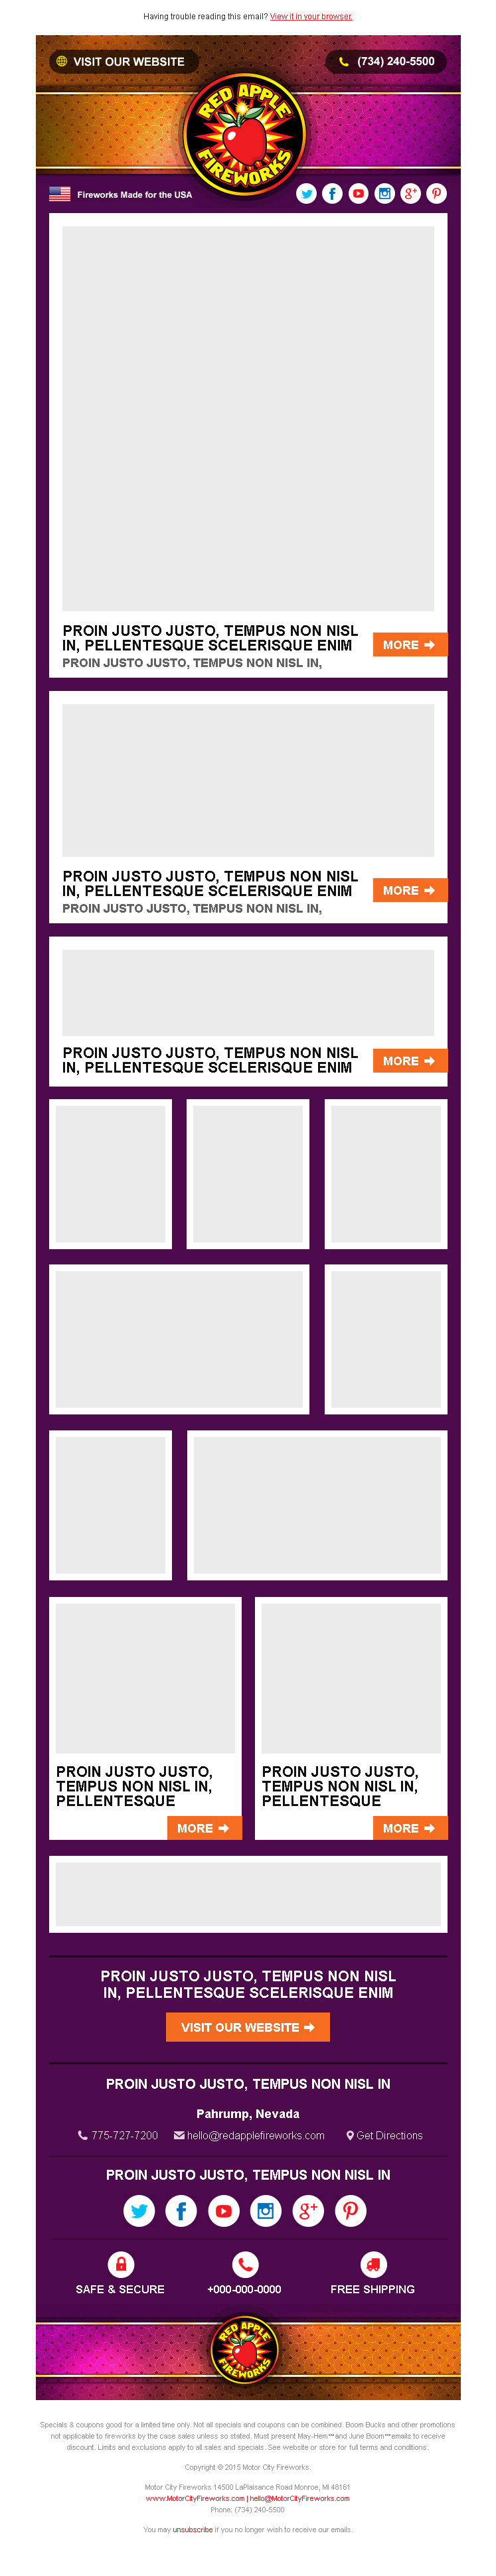 Having trouble reading this email? View it in your browser.
VISIT OUR WEBSITE
(734) 240-5500
RED APPLE
FIREWORKS
Fireworks Made for the USA
PROIN JUSTO JUSTO, TEMPUS NON NISL
IN, PELLENTESQUE SCELERISQUE ENIM
PROIN JUSTO JUSTO, TEMPUS NON NISL IN,
MORE
PROIN JUSTO JUSTO, TEMPUS NON NISL
IN, PELLENTESQUE SCELERISQUE ENIM
PROIN JUSTO JUSTO, TEMPUS NON NISL IN,
MORE
PROIN JUSTO JUSTO, TEMPUS NON NISL
IN, PELLENTESQUE SCELERISQUE ENIM
MORE
PROIN JUSTO JUSTO,
TEMPUS NON NISL IN,
PELLENTESQUE
MORE
PROIN JUSTO JUSTO,
TEMPUS NON NISL IN,
PELLENTESQUE
MORE
PROIN JUSTO JUSTO, TEMPUS NON NISL
IN, PELLENTESQUE SCELERISQUE ENIM
VISIT OUR WEBSITE
PROIN JUSTO JUSTO, TEMPUS NON NISL IN
Pahrump, Nevada
775-727-7200 hello@redapplefireworks.com Get Directions
PROIN JUSTO JUSTO, TEMPUS NON NISL IN
SAFE & SECURE
+000-000-0000
FREE SHIPPING
RED APPLE
FIREWORKS
Specials & coupons good for a limited time only. Not all specials and coupons can be combined. Boom Bucks and other promotions
not applicable to fireworks by the case sales unless so stated. Must present May-Hem™and June Boom™emails to receive
discount. Limits and exclusions apply to all sales and specials. See website or store for full terms and conditions.
Copyright © 2015 Motor City Fireworks.
Motor City Fireworks 14500 LaPlaisance Road Monroe, MI 48161
www.MotorCityFireworks.com | hello@MotorCityFireworks.com
Phone: (734) 240-5500
You may unsubscribe if you no longer wish to receive our emails.